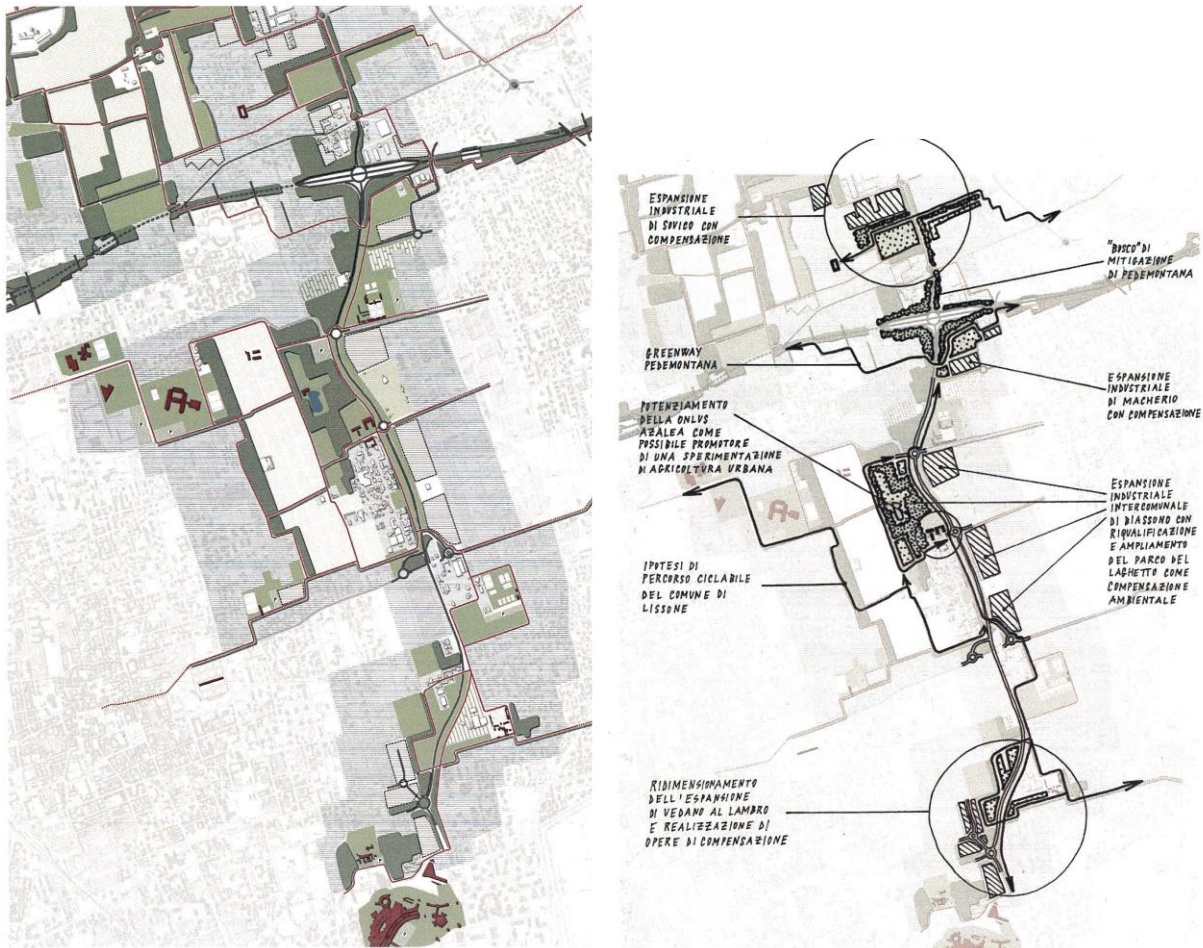 ESPANSIONE
INDUSTRIALE
DI SOVICO CON
COMPENSAZIONE
"BOSCO" DI
MITIGAZIONE
DI PEDEMONTANA
GREENWAY
PEDEMONTANA
ESPANSIONE
INDUSTRIALE
DI MACHERIO
CON COMPENSAZIONE
POTENZIAMENTO
DELLA ONLUS
AZALEA COME
POSSIBILE PROMOTORE
DI UNA SPERIMENTAZIONE
DI AGRICOLTURA URBANA
ESPANSIONE
INDUSTRIALE
INTERCOMUNALE
DI BIASSONO CON
RIQUALIFICAZIONE
E AMPLIAMENTO
DEL PARCO DEL
LAGHETTO COME
COMPENSAZIONE
AMBIENTALE
IPOTESI DI
PERCORSO CICLABILE
DEL COMUNE DI
LISSONE
RIDIMENSIONAMENTO
DELL'ESPANSIONE
DI VEDANO AL LAMBRO
E REALIZZAZIONE DI
OPERE DI COMPENSAZIONE